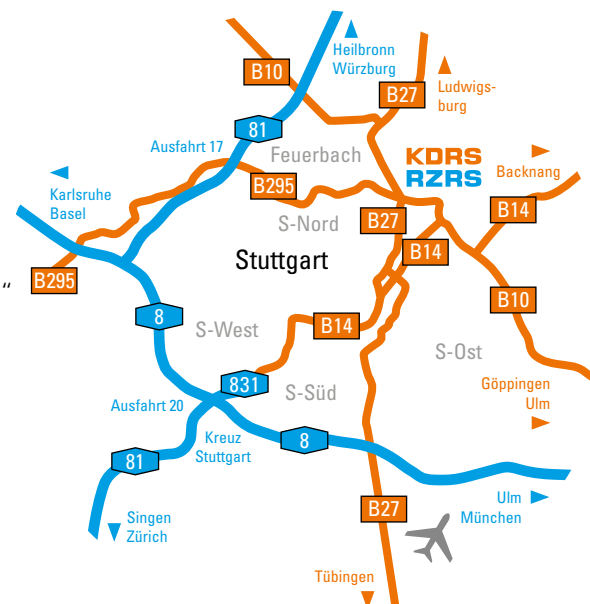 Heilbronn
Würzburg
B10
B27
Ludwigs-
burg
81
Ausfahrt 17
Feuerbach
KDRS
RZRS
Backnang
Karlsruhe
Basel
B295
S-Nord
B27
B14
B14
Stuttgart
B295
"
8
S-West
B14
B10
S-Ost
831
S-Süd
Göppingen
Ulm
Ausfahrt 20
Kreuz
Stuttgart
8
81
Singen
Zürich
B27
Ulm
München
Tübingen